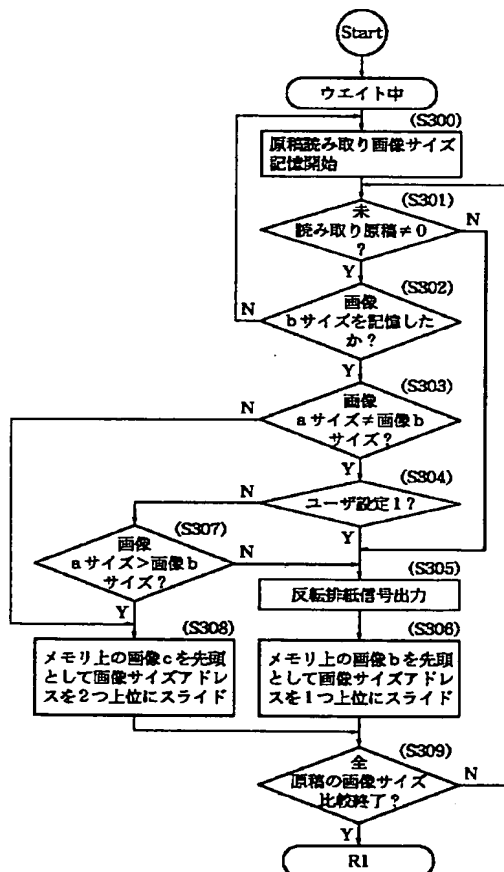 Start
ウエイト中
(S300)
原稿読み取り画像サイズ
記憶開始
(S301)
未
読み取り原稿≠0
?
N
Y
(S302)
画像
bサイズを記憶した
か?
N
Y
(S303)
画像
aサイズ≠画像b
サイズ?
N
Y
(S304)
ユーザ設定1?
N
Y
(S307)
画像
aサイズ>画像b
サイズ?
N
Y
(S305)
反転排紙信号出力
(S308)
メモリ上の画像cを先頭
として画像サイズアド
レスを2つ上位にスライド
(S306)
メモリ上の画像bを先頭
として画像サイズアドレ
スを1つ上位にスライド
(S309)
全
原稿の画像サイズ
比較終了?
N
Y
R1